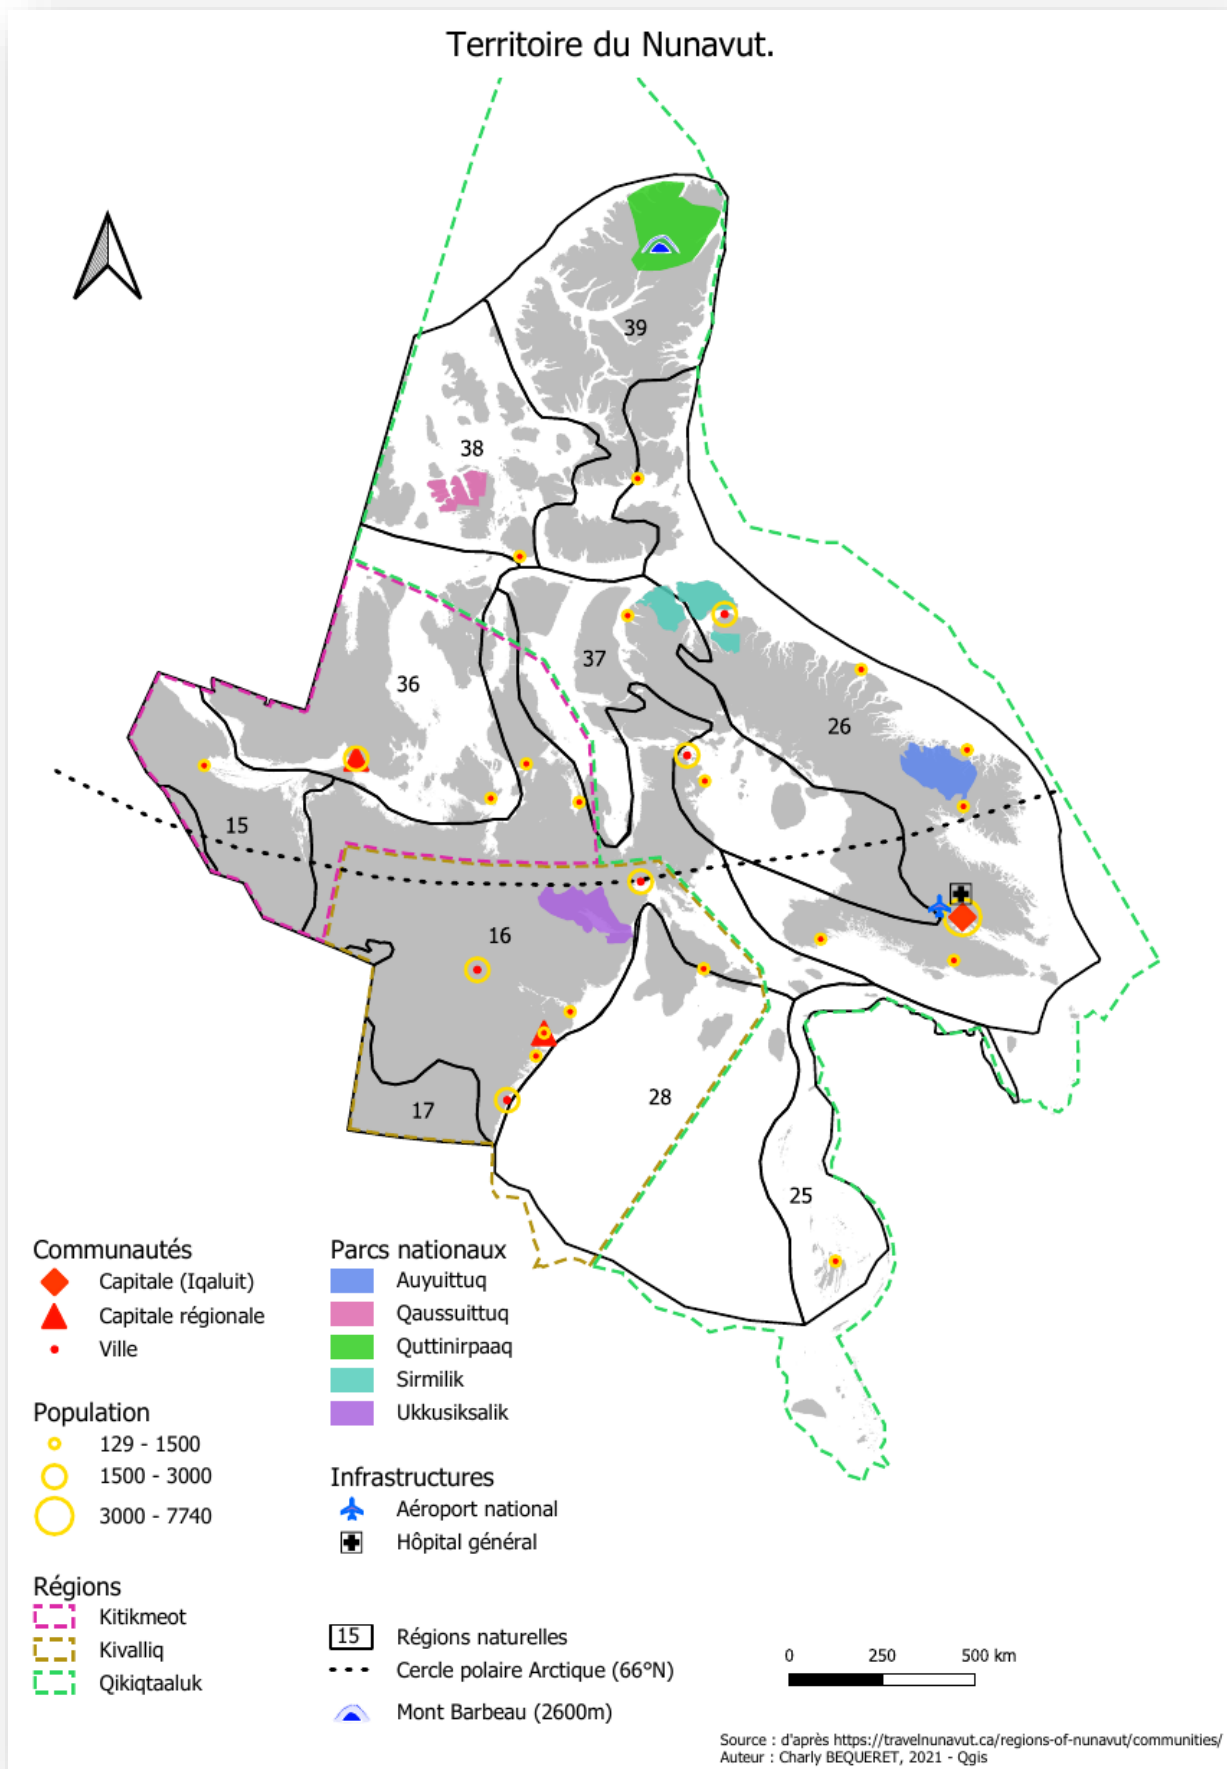 Territoire du Nunavut.
39
38
37
36
26
15
16
28
17
25
Communautés
Capitale (Iqaluit)
Capitale régionale
Ville
Population
129 - 1500
1500 - 3000
3000 - 7740
Régions
Kitikmeot
Kivalliq
Qikiqtaaluk
Parcs nationaux
Auyuittuq
Qaussuittuq
Quttinirpaaq
Sirmilik
Ukkusiksalik
Infrastructures
Aéroport national
Hôpital général
15 Régions naturelles
Cercle polaire Arctique (66°N)
Mont Barbeau (2600m)
0 250 500 km
Source : d'après https://travelnunavut.ca/regions-of-nunavut/communities/
Auteur : Charly BEQUERET, 2021 - Qgis